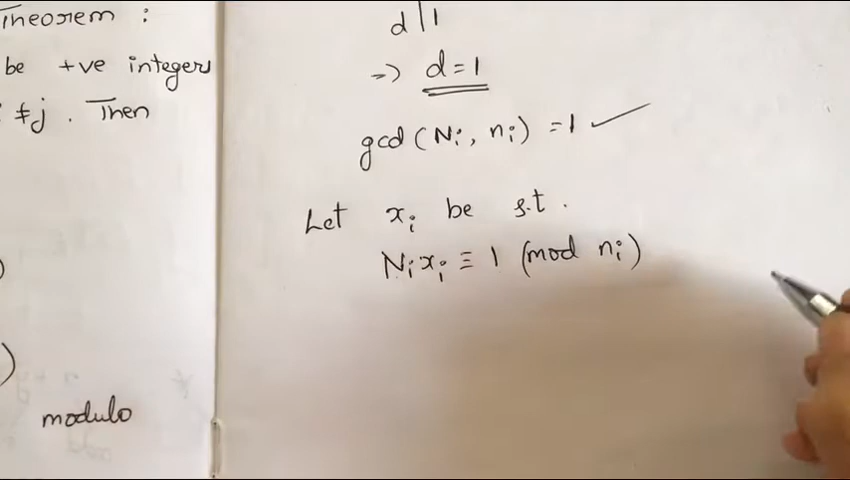 Theorem :
be +ve integers
≠j . Then
)
)
modulo
d|1
=> d=1
gcd (Ni, ni) = 1 ✓
Let xi be s.t.
Nixi ≡ 1 (mod ni)